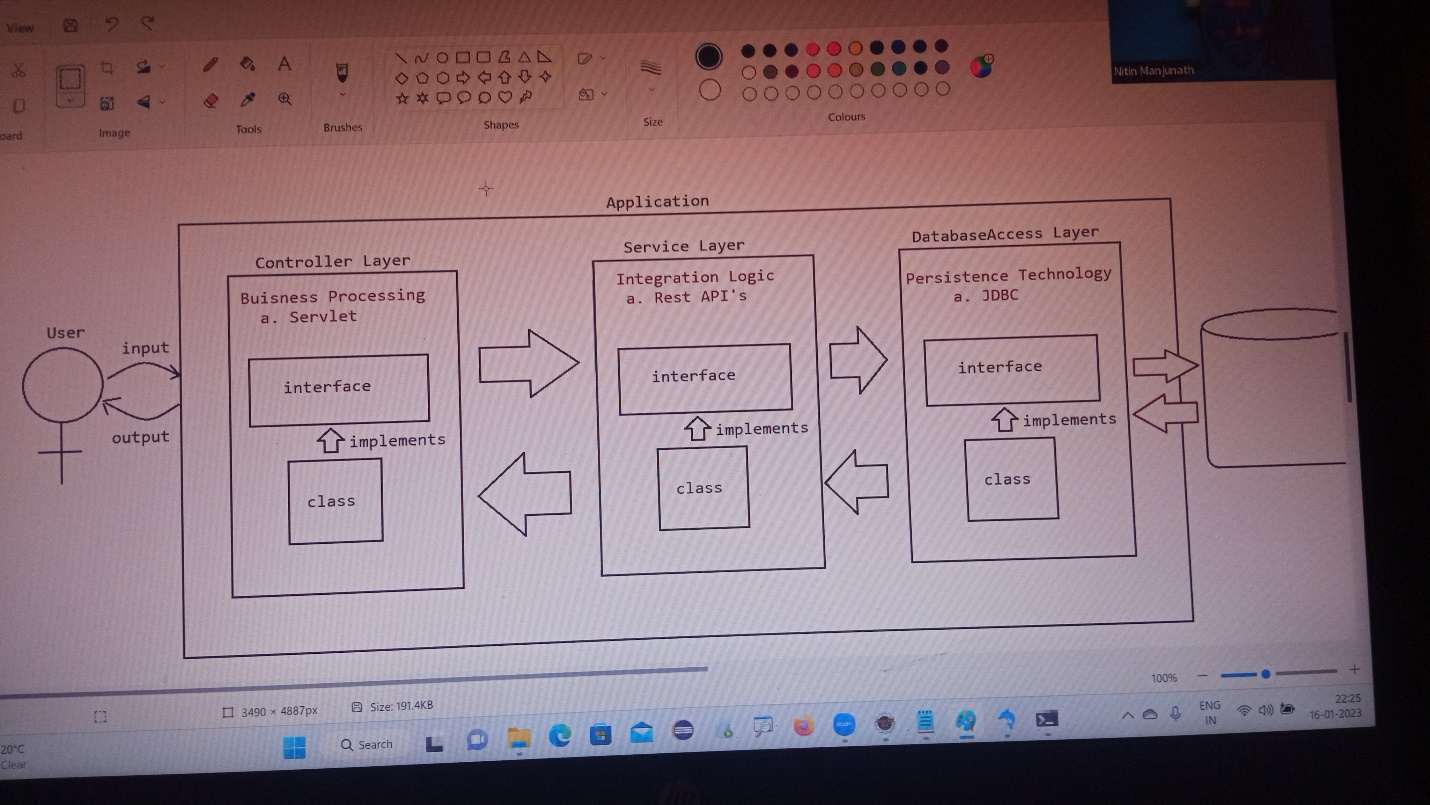 View
Nitin Manjunath
oard
Image
Tools
Brushes
Shapes
Size
Colours
Application
Controller Layer
Service Layer
DatabaseAccess Layer
Buisness Processing
a. Servlet
Integration Logic
a. Rest API's
Persistence Technology
a. JDBC
User
input
output
interface
implements
class
interface
implements
class
interface
implements
class
100%
3490 × 4887px
Size: 191.4KB
20°C
Clear
Search
zoom
ENG
IN
22:25
16-01-2023
hp